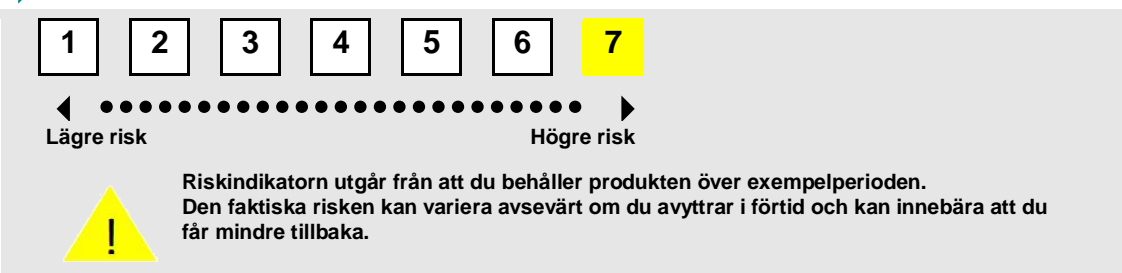 1 2 3 4 5 6 7
Lägre risk Högre risk
Riskindikatorn utgår från att du behåller produkten över exempelperioden.
Den faktiska risken kan variera avsevärt om du avyttrar i förtid och kan innebära att du
får mindre tillbaka.
!